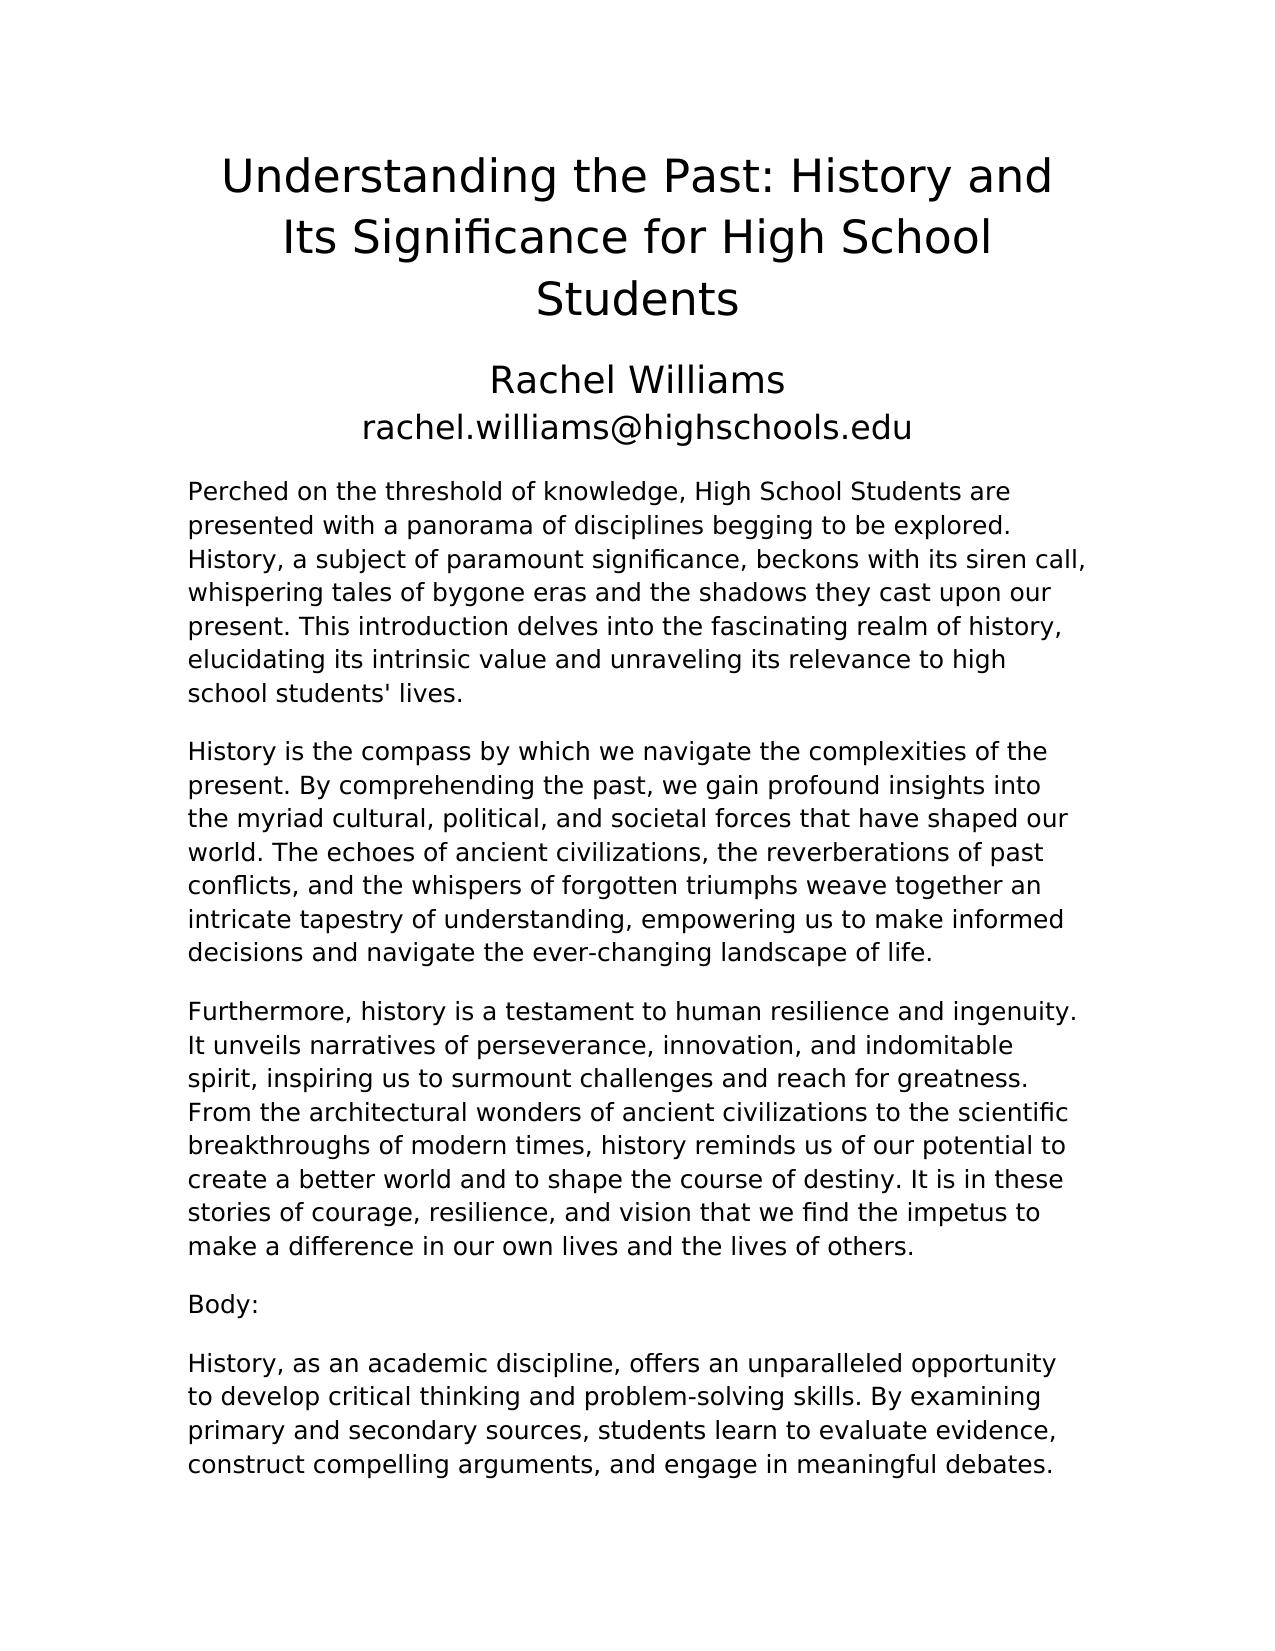 Understanding the Past: History and
Its Significance for High School
Students
Rachel Williams
rachel.williams@highschools.edu
Perched on the threshold of knowledge, High School Students are
presented with a panorama of disciplines begging to be explored.
History, a subject of paramount significance, beckons with its siren call,
whispering tales of bygone eras and the shadows they cast upon our
present. This introduction delves into the fascinating realm of history,
elucidating its intrinsic value and unraveling its relevance to high
school students' lives.
History is the compass by which we navigate the complexities of the
present. By comprehending the past, we gain profound insights into
the myriad cultural, political, and societal forces that have shaped our
world. The echoes of ancient civilizations, the reverberations of past
conflicts, and the whispers of forgotten triumphs weave together an
intricate tapestry of understanding, empowering us to make informed
decisions and navigate the ever-changing landscape of life.
Furthermore, history is a testament to human resilience and ingenuity.
It unveils narratives of perseverance, innovation, and indomitable
spirit, inspiring us to surmount challenges and reach for greatness.
From the architectural wonders of ancient civilizations to the scientific
breakthroughs of modern times, history reminds us of our potential to
create a better world and to shape the course of destiny. It is in these
stories of courage, resilience, and vision that we find the impetus to
make a difference in our own lives and the lives of others.
Body:
History, as an academic discipline, offers an unparalleled opportunity
to develop critical thinking and problem-solving skills. By examining
primary and secondary sources, students learn to evaluate evidence,
construct compelling arguments, and engage in meaningful debates.